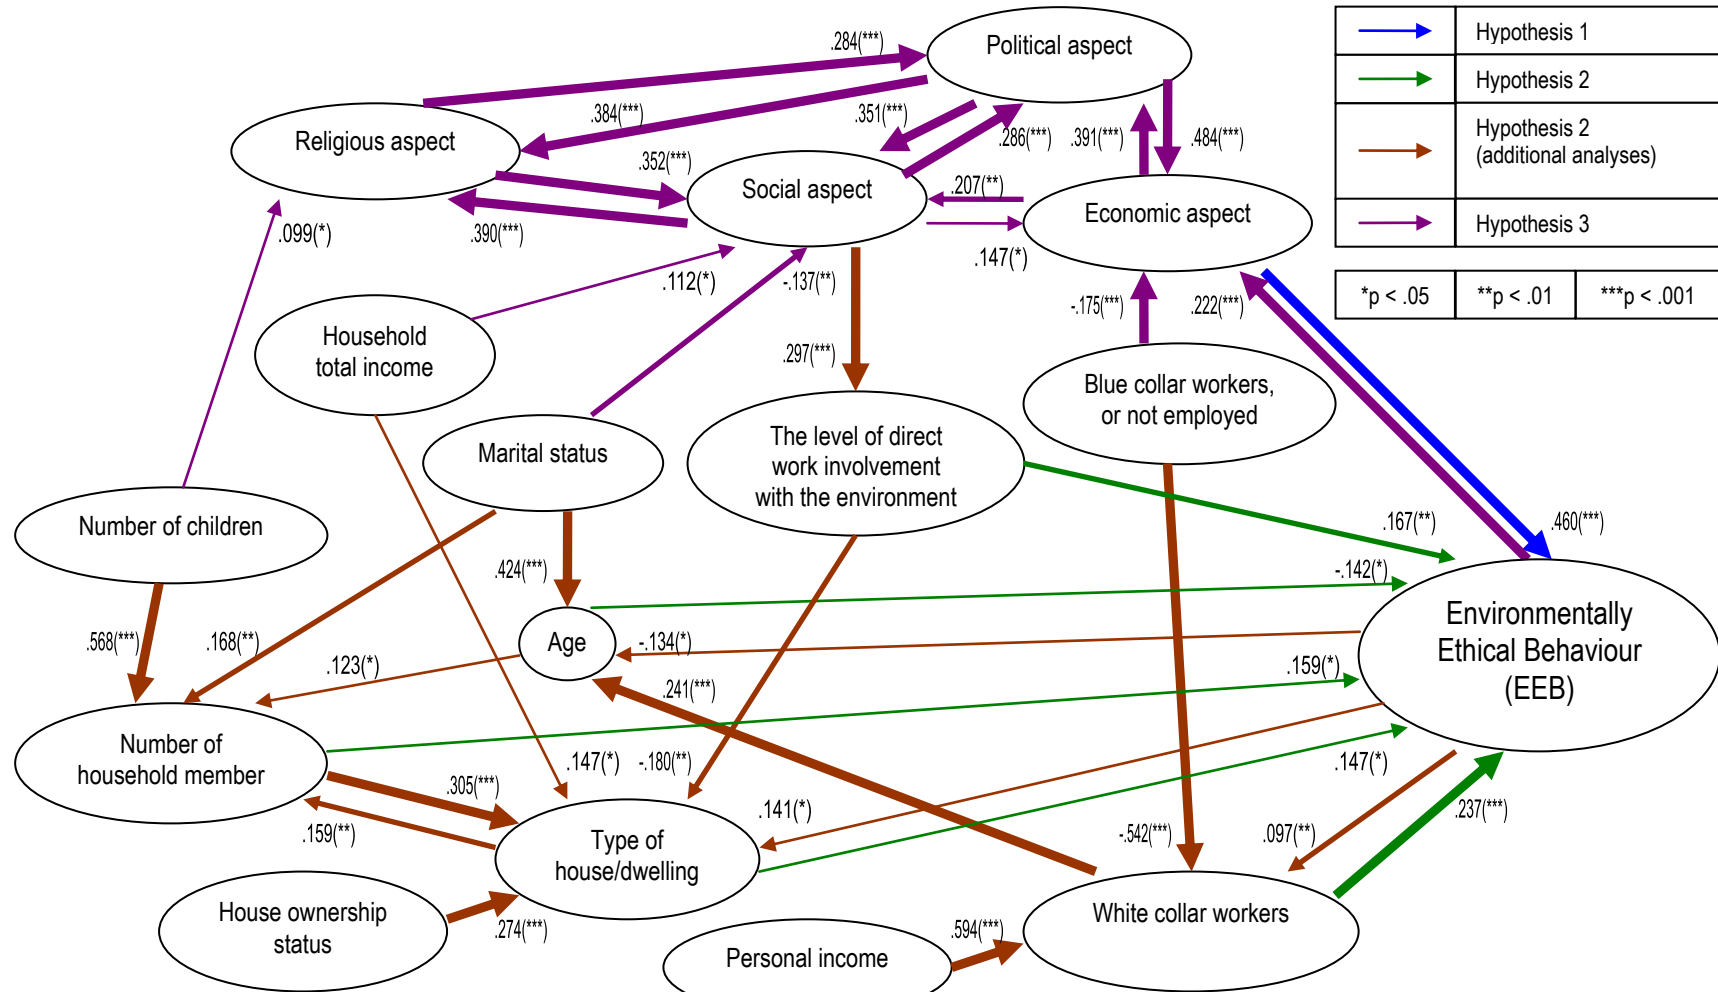 Political aspect
.284(***)
Religious aspect
.384(***)
.351(***)
.286(***)
.391(***)
.484(***)
.352(***)
Social aspect
.207(**)
Economic aspect
.390(***)
.099(*)
.147(*)
.112(*)
-.137(**)
-.175(***)
.222(***)
Household
total income
.297(***)
Blue collar workers,
or not employed
Marital status
The level of direct
work involvement
with the environment
Number of children
.167(**)
.460(***)
.424(***)
-.142(*)
.568(***)
.168(**)
Age
-.134(*)
.123(*)
.241(***)
.159(*)
Environmentally
Ethical Behaviour
(EEB)
Number of
household member
.147(*)
-.180(**)
.147(*)
.305(***)
.141(*)
.159(**)
Type of
house/dwelling
-.542(***)
.097(**)
.237(***)
House ownership
status
.274(***)
White collar workers
.594(***)
Personal income
Hypothesis 1
Hypothesis 2
Hypothesis 2
(additional analyses)
Hypothesis 3
*p < .05
**p < .01
***p < .001